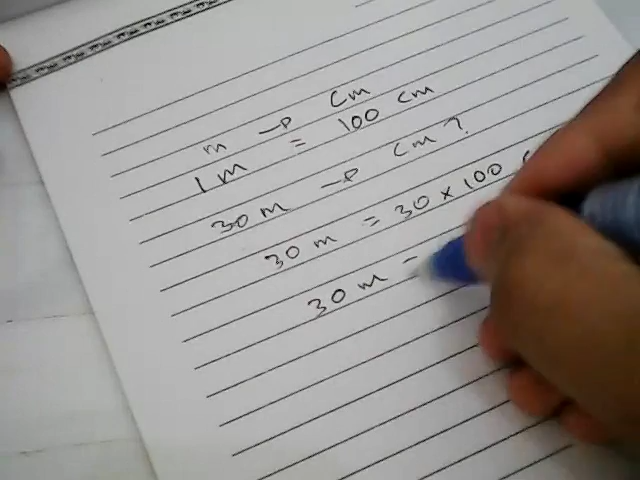 m → cm
1 m = 100 cm
30 m → cm?
30 m = 30 × 100 c
30 m =